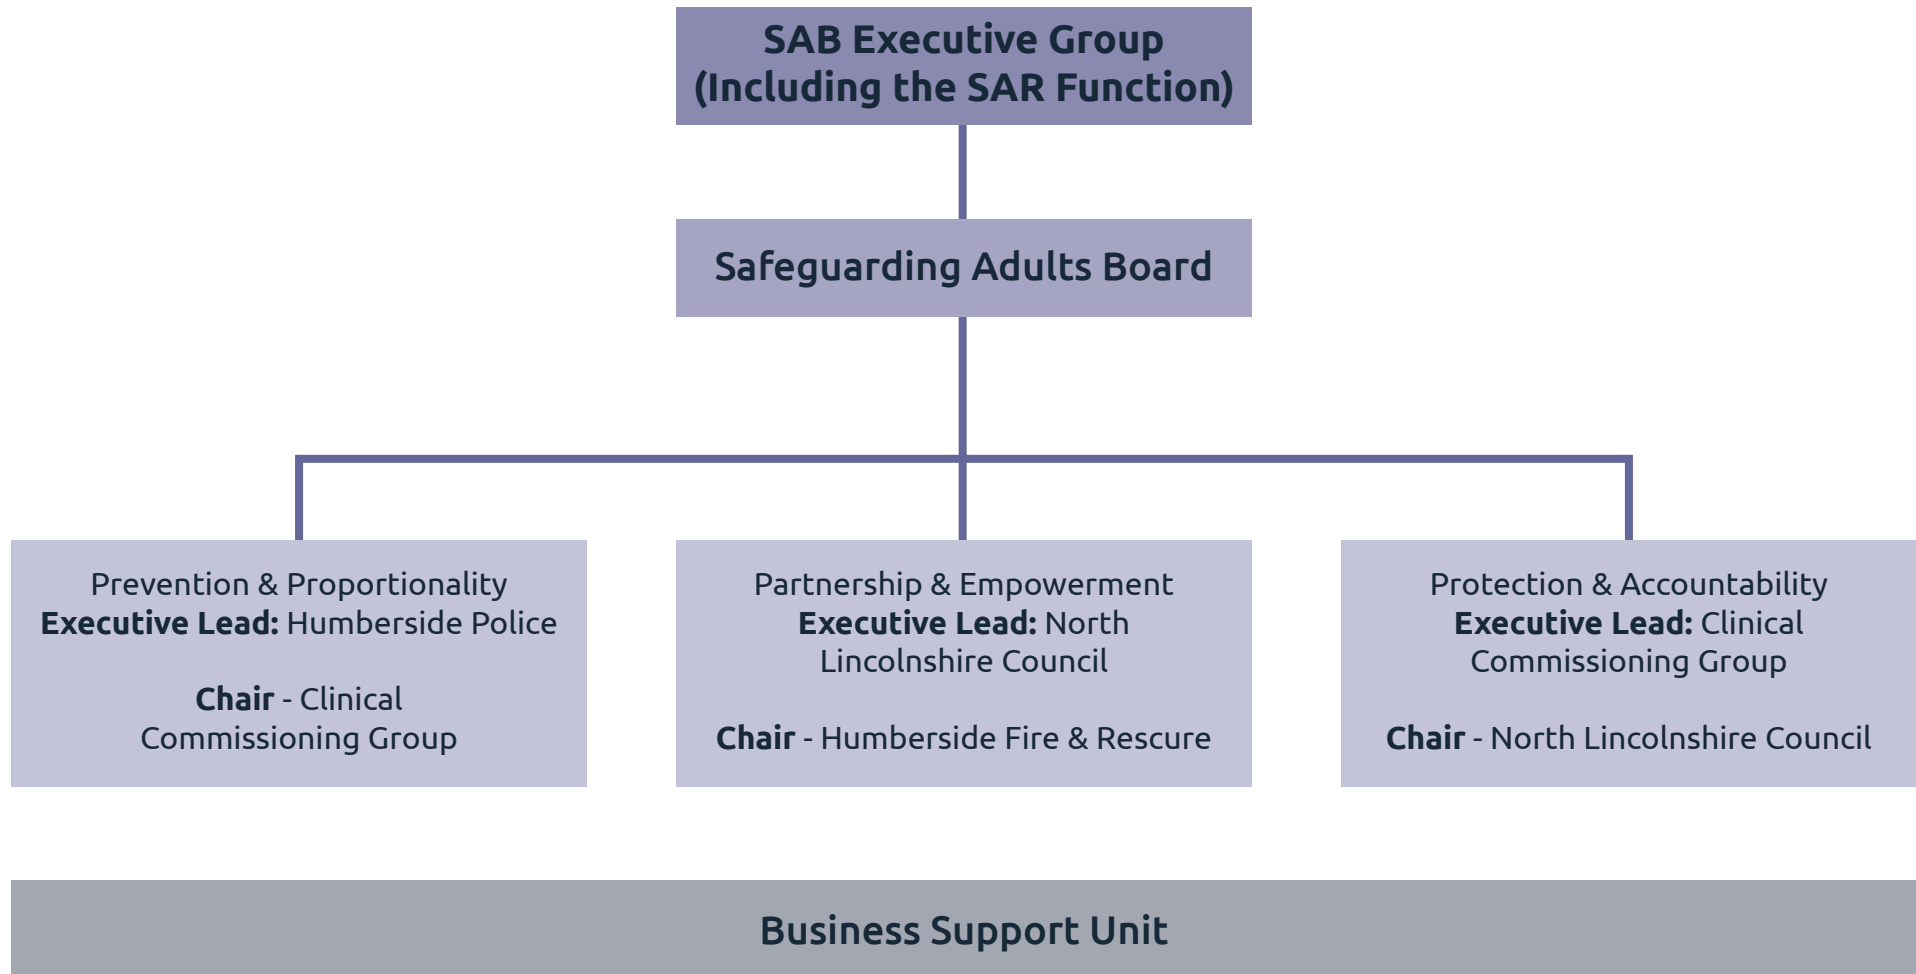 SAB Executive Group
(Including the SAR Function)
Safeguarding Adults Board
Prevention & Proportionality
Executive Lead: Humberside Police
Chair - Clinical
Commissioning Group
Partnership & Empowerment
Executive Lead: North
Lincolnshire Council
Chair - Humberside Fire & Rescure
Protection & Accountability
Executive Lead: Clinical
Commissioning Group
Chair - North Lincolnshire Council
Business Support Unit